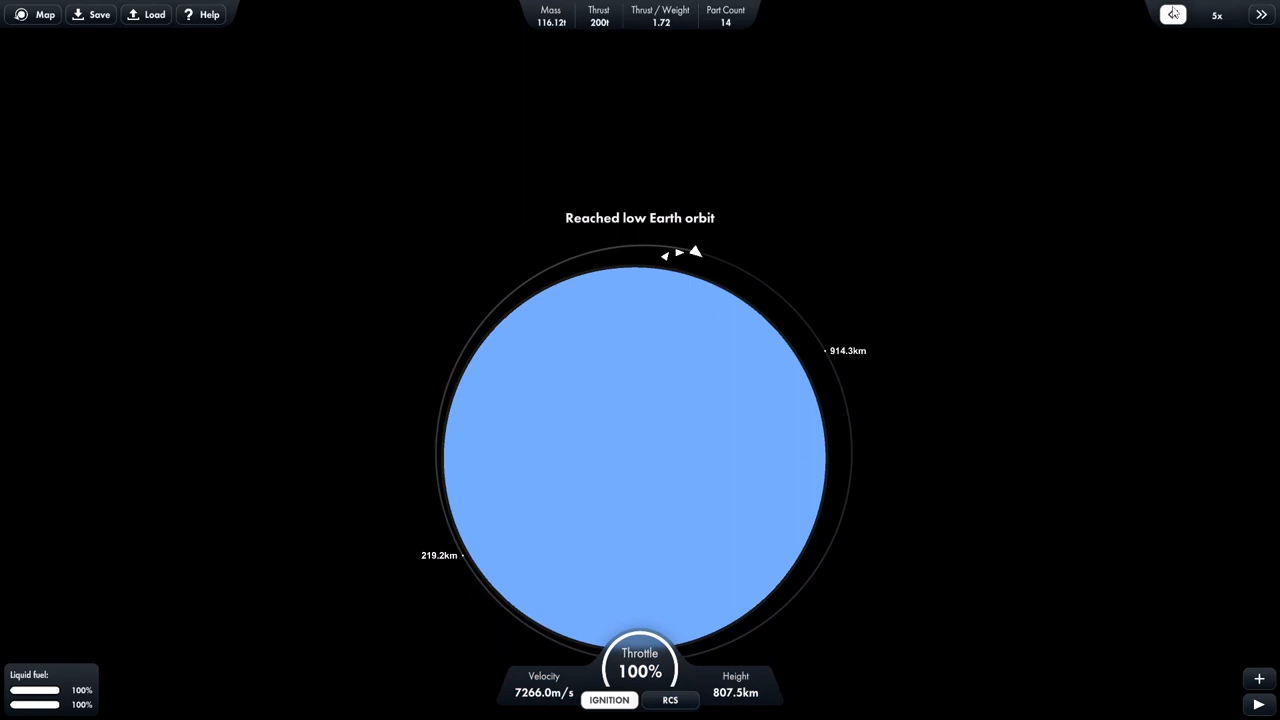 Map Save Load Help
Mass Thrust Thrust / Weight Part Count
116.12t 200t 1.72 14
5x
Reached low Earth orbit
914.3km
219.2km
Throttle
100%
Velocity
7266.0m/s
Height
807.5km
IGNITION RCS
Liquid fuel:
100%
100%